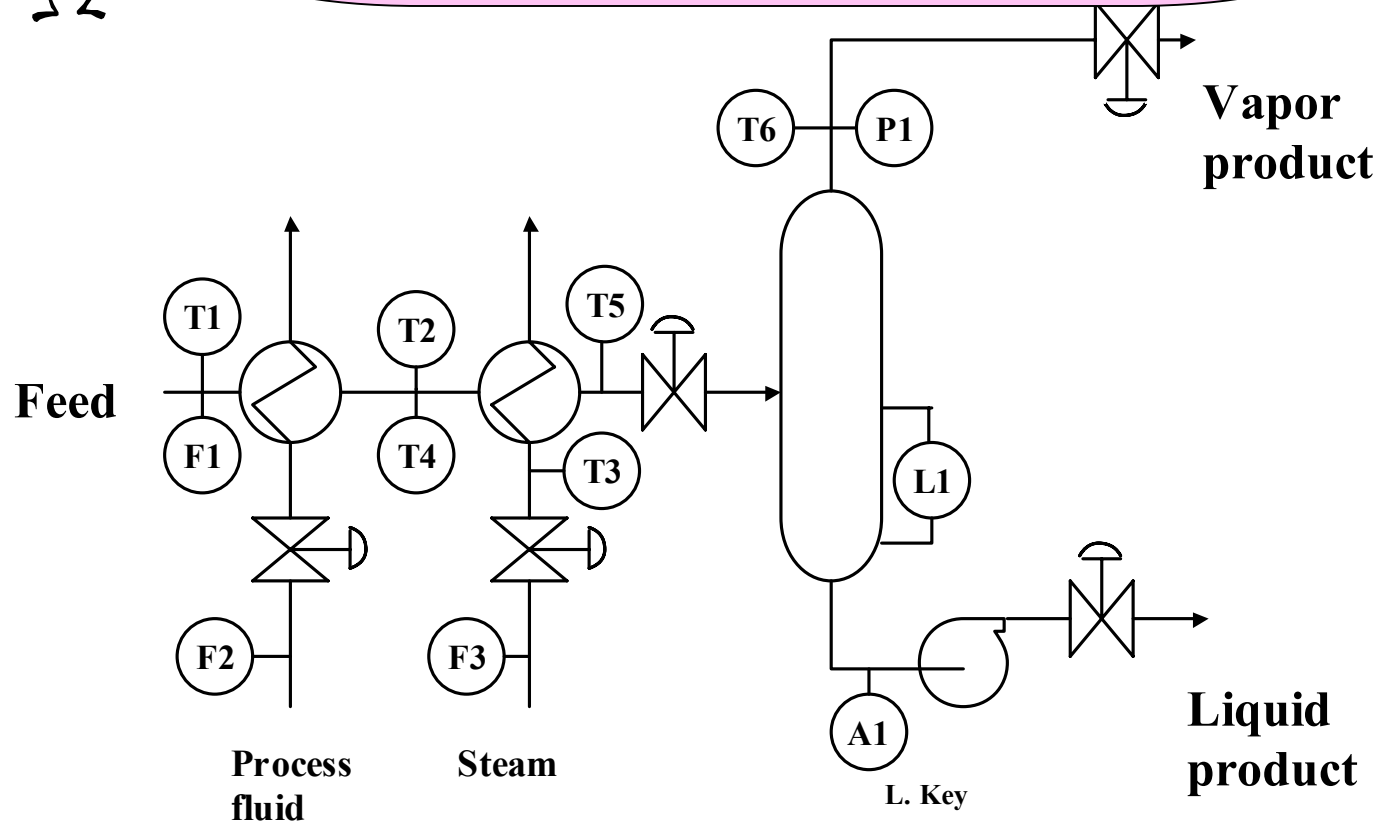 Vapor
product
T6
P1
T1
T2
T5
Feed
F1
T4
T3
L1
F2
F3
A1
Process
fluid
Steam
L. Key
Liquid
product